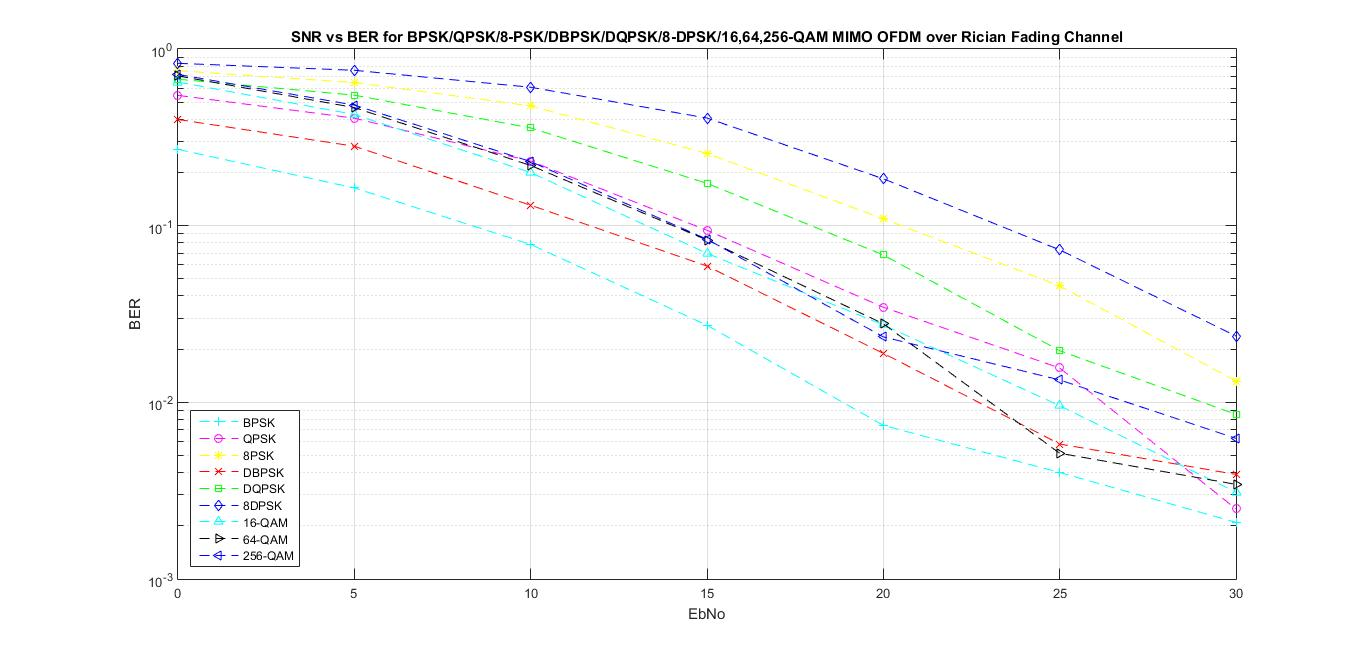 SNR vs BER for BPSK/QPSK/8-PSK/DBPSK/DQPSK/8-DPSK/16,64,256-QAM MIMO OFDM over Rician Fading Channel
10^0
10^-1
10^-2
10^-3
BER
BPSK
QPSK
8PSK
DBPSK
DQPSK
8DPSK
16-QAM
64-QAM
256-QAM
0 5 10 15 20 25 30
EbNo